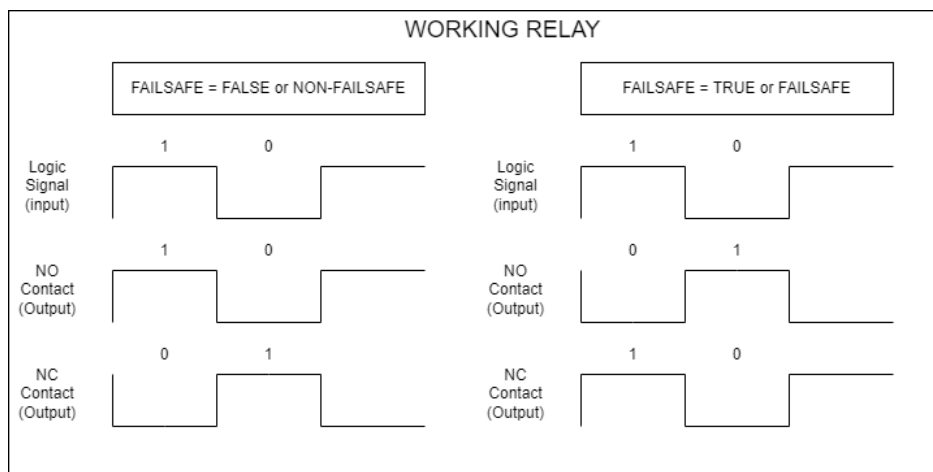 WORKING RELAY
FAILSAFE = FALSE or NON-FAILSAFE
1 0
Logic
Signal
(input)
1 0
NO
Contact
(Output)
0 1
NC
Contact
(Output)
FAILSAFE = TRUE or FAILSAFE
1 0
Logic
Signal
(input)
0 1
NO
Contact
(Output)
1 0
NC
Contact
(Output)